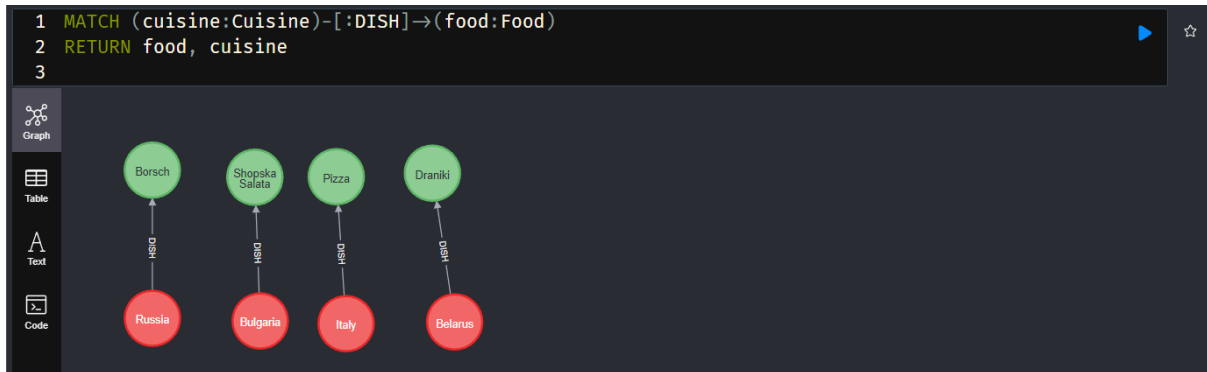 1 MATCH (cuisine:Cuisine)-[:DISH]→(food:Food)
2 RETURN food, cuisine
3
Graph
Table
Text
Code
Borsch
Shopska
Salata
Pizza
Draniki
DISH
DISH
DISH
DISH
Russia
Bulgaria
Italy
Belarus